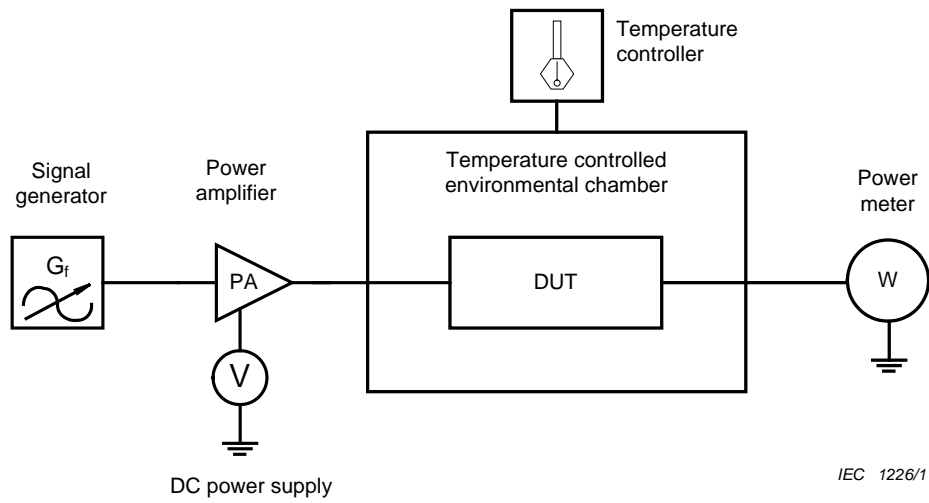 Temperature
controller
Temperature controlled
environmental chamber
Signal
generator
Power
amplifier
Power
meter
Gf
PA
DUT
W
V
DC power supply
IEC 1226/1